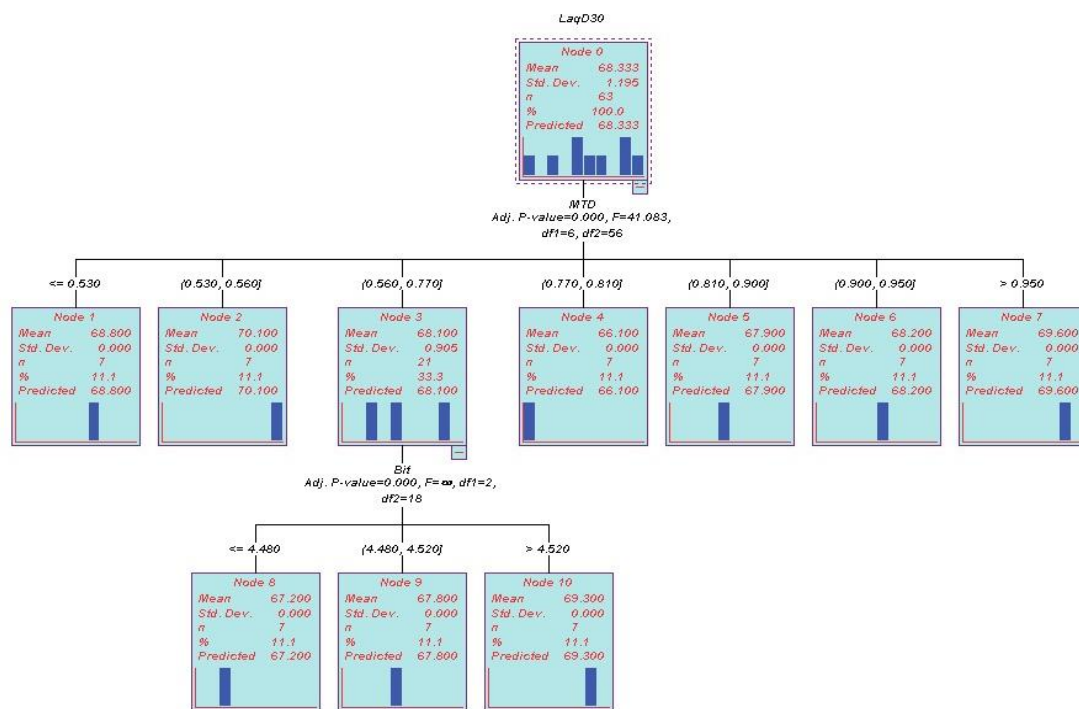 LaqD30
Node 0
Mean 68.333
Std. Dev. 1.195
n 63
% 100.0
Predicted 68.333
MTD
Adj. P-value=0.000, F=41.083,
df1=6, df2=56
<= 0.530
(0.530, 0.560]
(0.560, 0.770]
(0.770, 0.810]
(0.810, 0.900]
(0.900, 0.950]
> 0.950
Node 1
Mean 68.800
Std. Dev. 0.000
n 7
% 11.1
Predicted 68.800
Node 2
Mean 70.100
Std. Dev. 0.000
n 7
% 11.1
Predicted 70.100
Node 3
Mean 68.100
Std. Dev. 0.905
n 21
% 33.3
Predicted 68.100
Node 4
Mean 66.100
Std. Dev. 0.000
n 7
% 11.1
Predicted 66.100
Node 5
Mean 67.900
Std. Dev. 0.000
n 7
% 11.1
Predicted 67.900
Node 6
Mean 68.200
Std. Dev. 0.000
n 7
% 11.1
Predicted 68.200
Node 7
Mean 69.600
Std. Dev. 0.000
n 7
% 11.1
Predicted 69.600
Bit
Adj. P-value=0.000, F=∞, df1=2,
df2=18
<= 4.480
(4.480, 4.520]
> 4.520
Node 8
Mean 67.200
Std. Dev. 0.000
n 7
% 11.1
Predicted 67.200
Node 9
Mean 67.800
Std. Dev. 0.000
n 7
% 11.1
Predicted 67.800
Node 10
Mean 69.300
Std. Dev. 0.000
n 7
% 11.1
Predicted 69.300